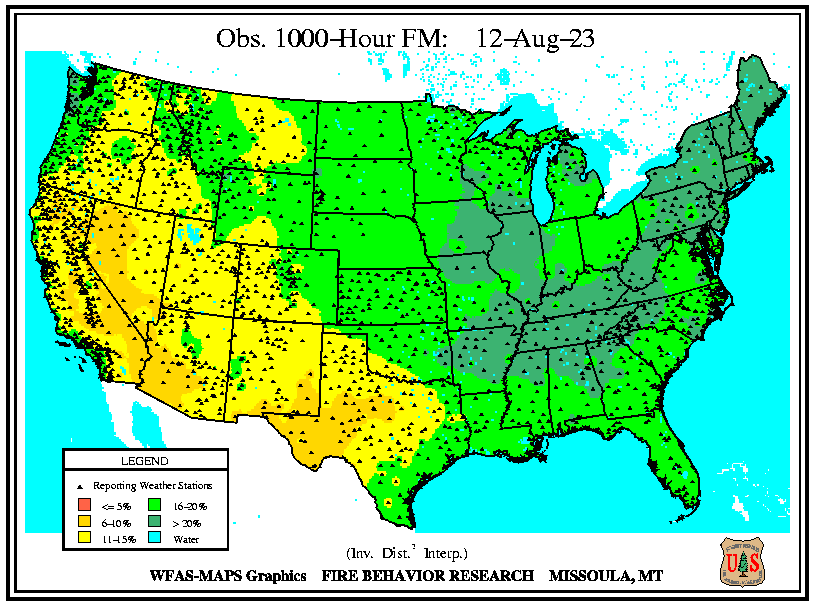 Obs. 1000-Hour FM: 12-Aug-23
LEGEND
Reporting Weather Stations
<= 5% 16-20%
6-10% > 20%
11-15% Water
(Inv. Dist.² Interp.)
WFAS-MAPS Graphics FIRE BEHAVIOR RESEARCH MISSOULA, MT
U S